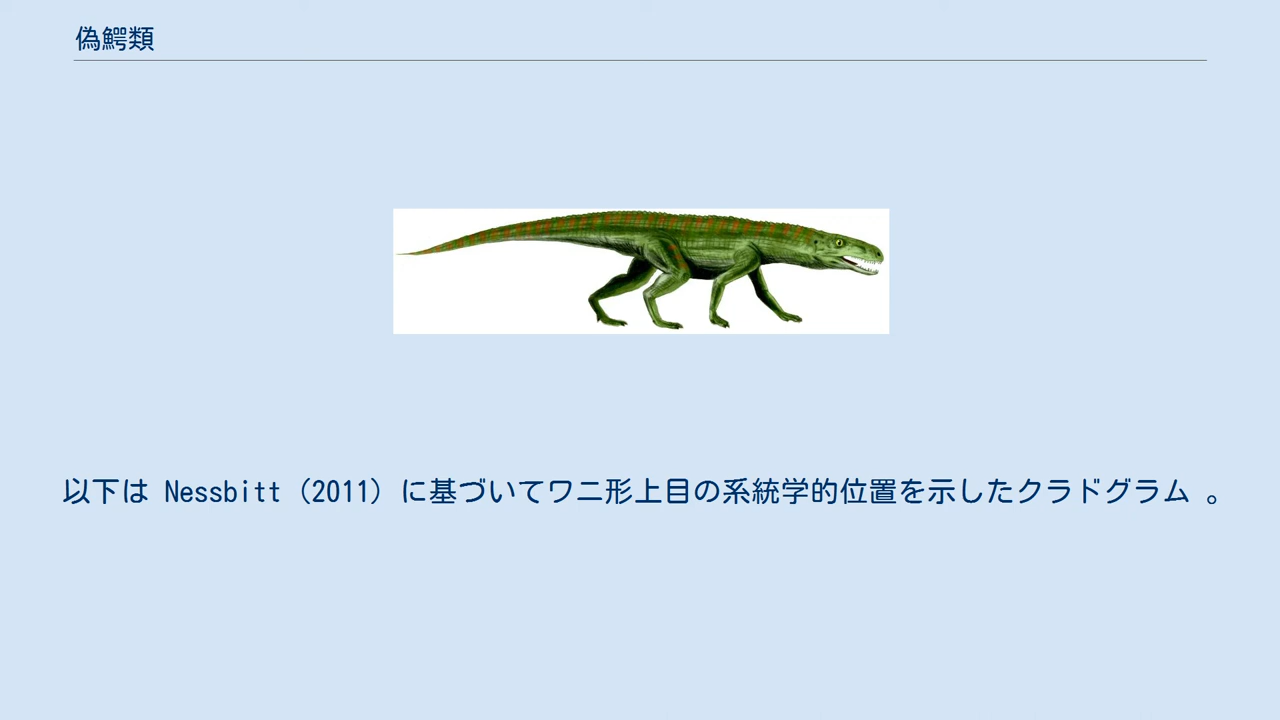 偽鰐類
以下は Nessbitt (2011) に基づいてワニ形上目の系統学的位置を示したクラドグラム 。